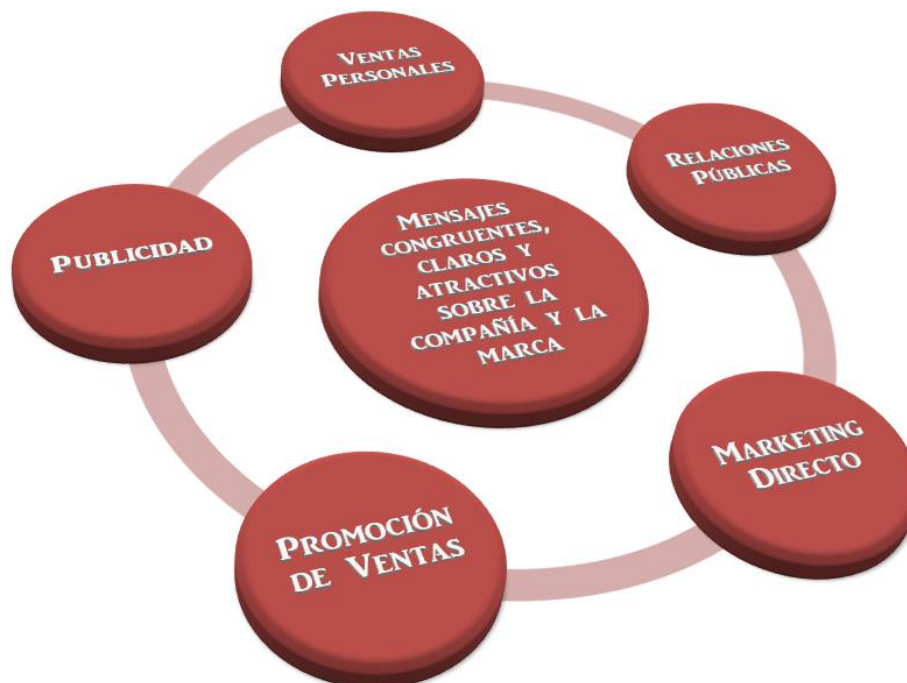 Ventas
Personales
Relaciones
Públicas
Publicidad
Mensajes
congruentes,
claros y
atractivos
sobre la
compañía y la
marca
Marketing
Directo
Promoción
de Ventas